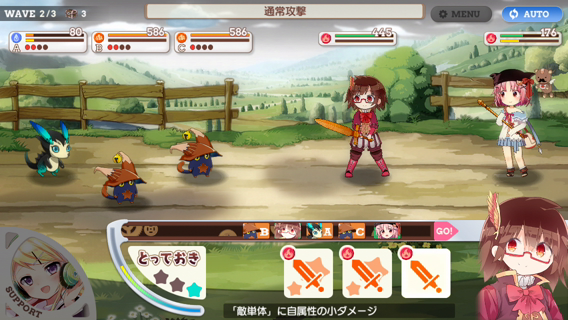 WAVE 2/3 3
通常攻撃
MENU
AUTO
80
A
586
B
586
C
445
176
B
A
C
GO!
とっておき
SUPPORT
「敵単体」に自属性の小ダメージ